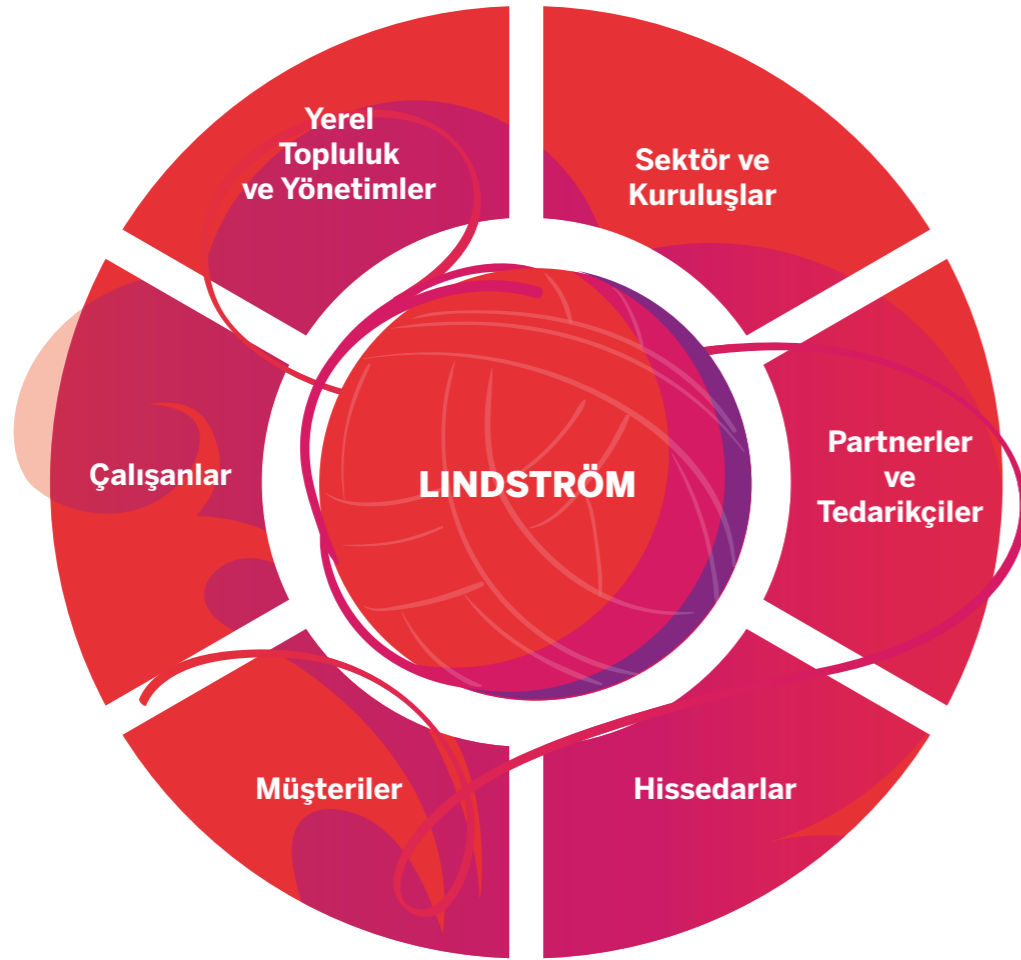 Yerel
Topluluk
ve Yönetimler
Sektör ve
Kuruluşlar
Çalışanlar
LINDSTRÖM
Partnerler
ve
Tedarikçiler
Müşteriler
Hissedarlar